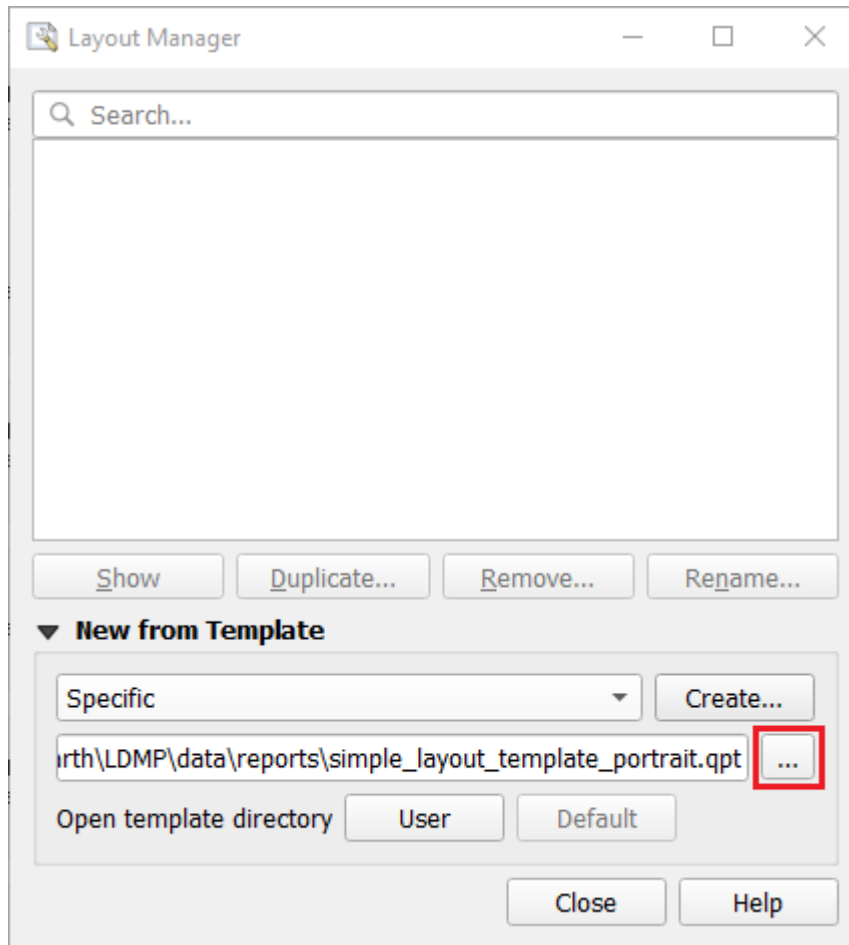 Layout Manager
Search...
Show Duplicate... Remove... Rename...
New from Template
Specific Create...
rth\LDMP\data\reports\simple_layout_template_portrait.qpt ...
Open template directory User Default
Close Help